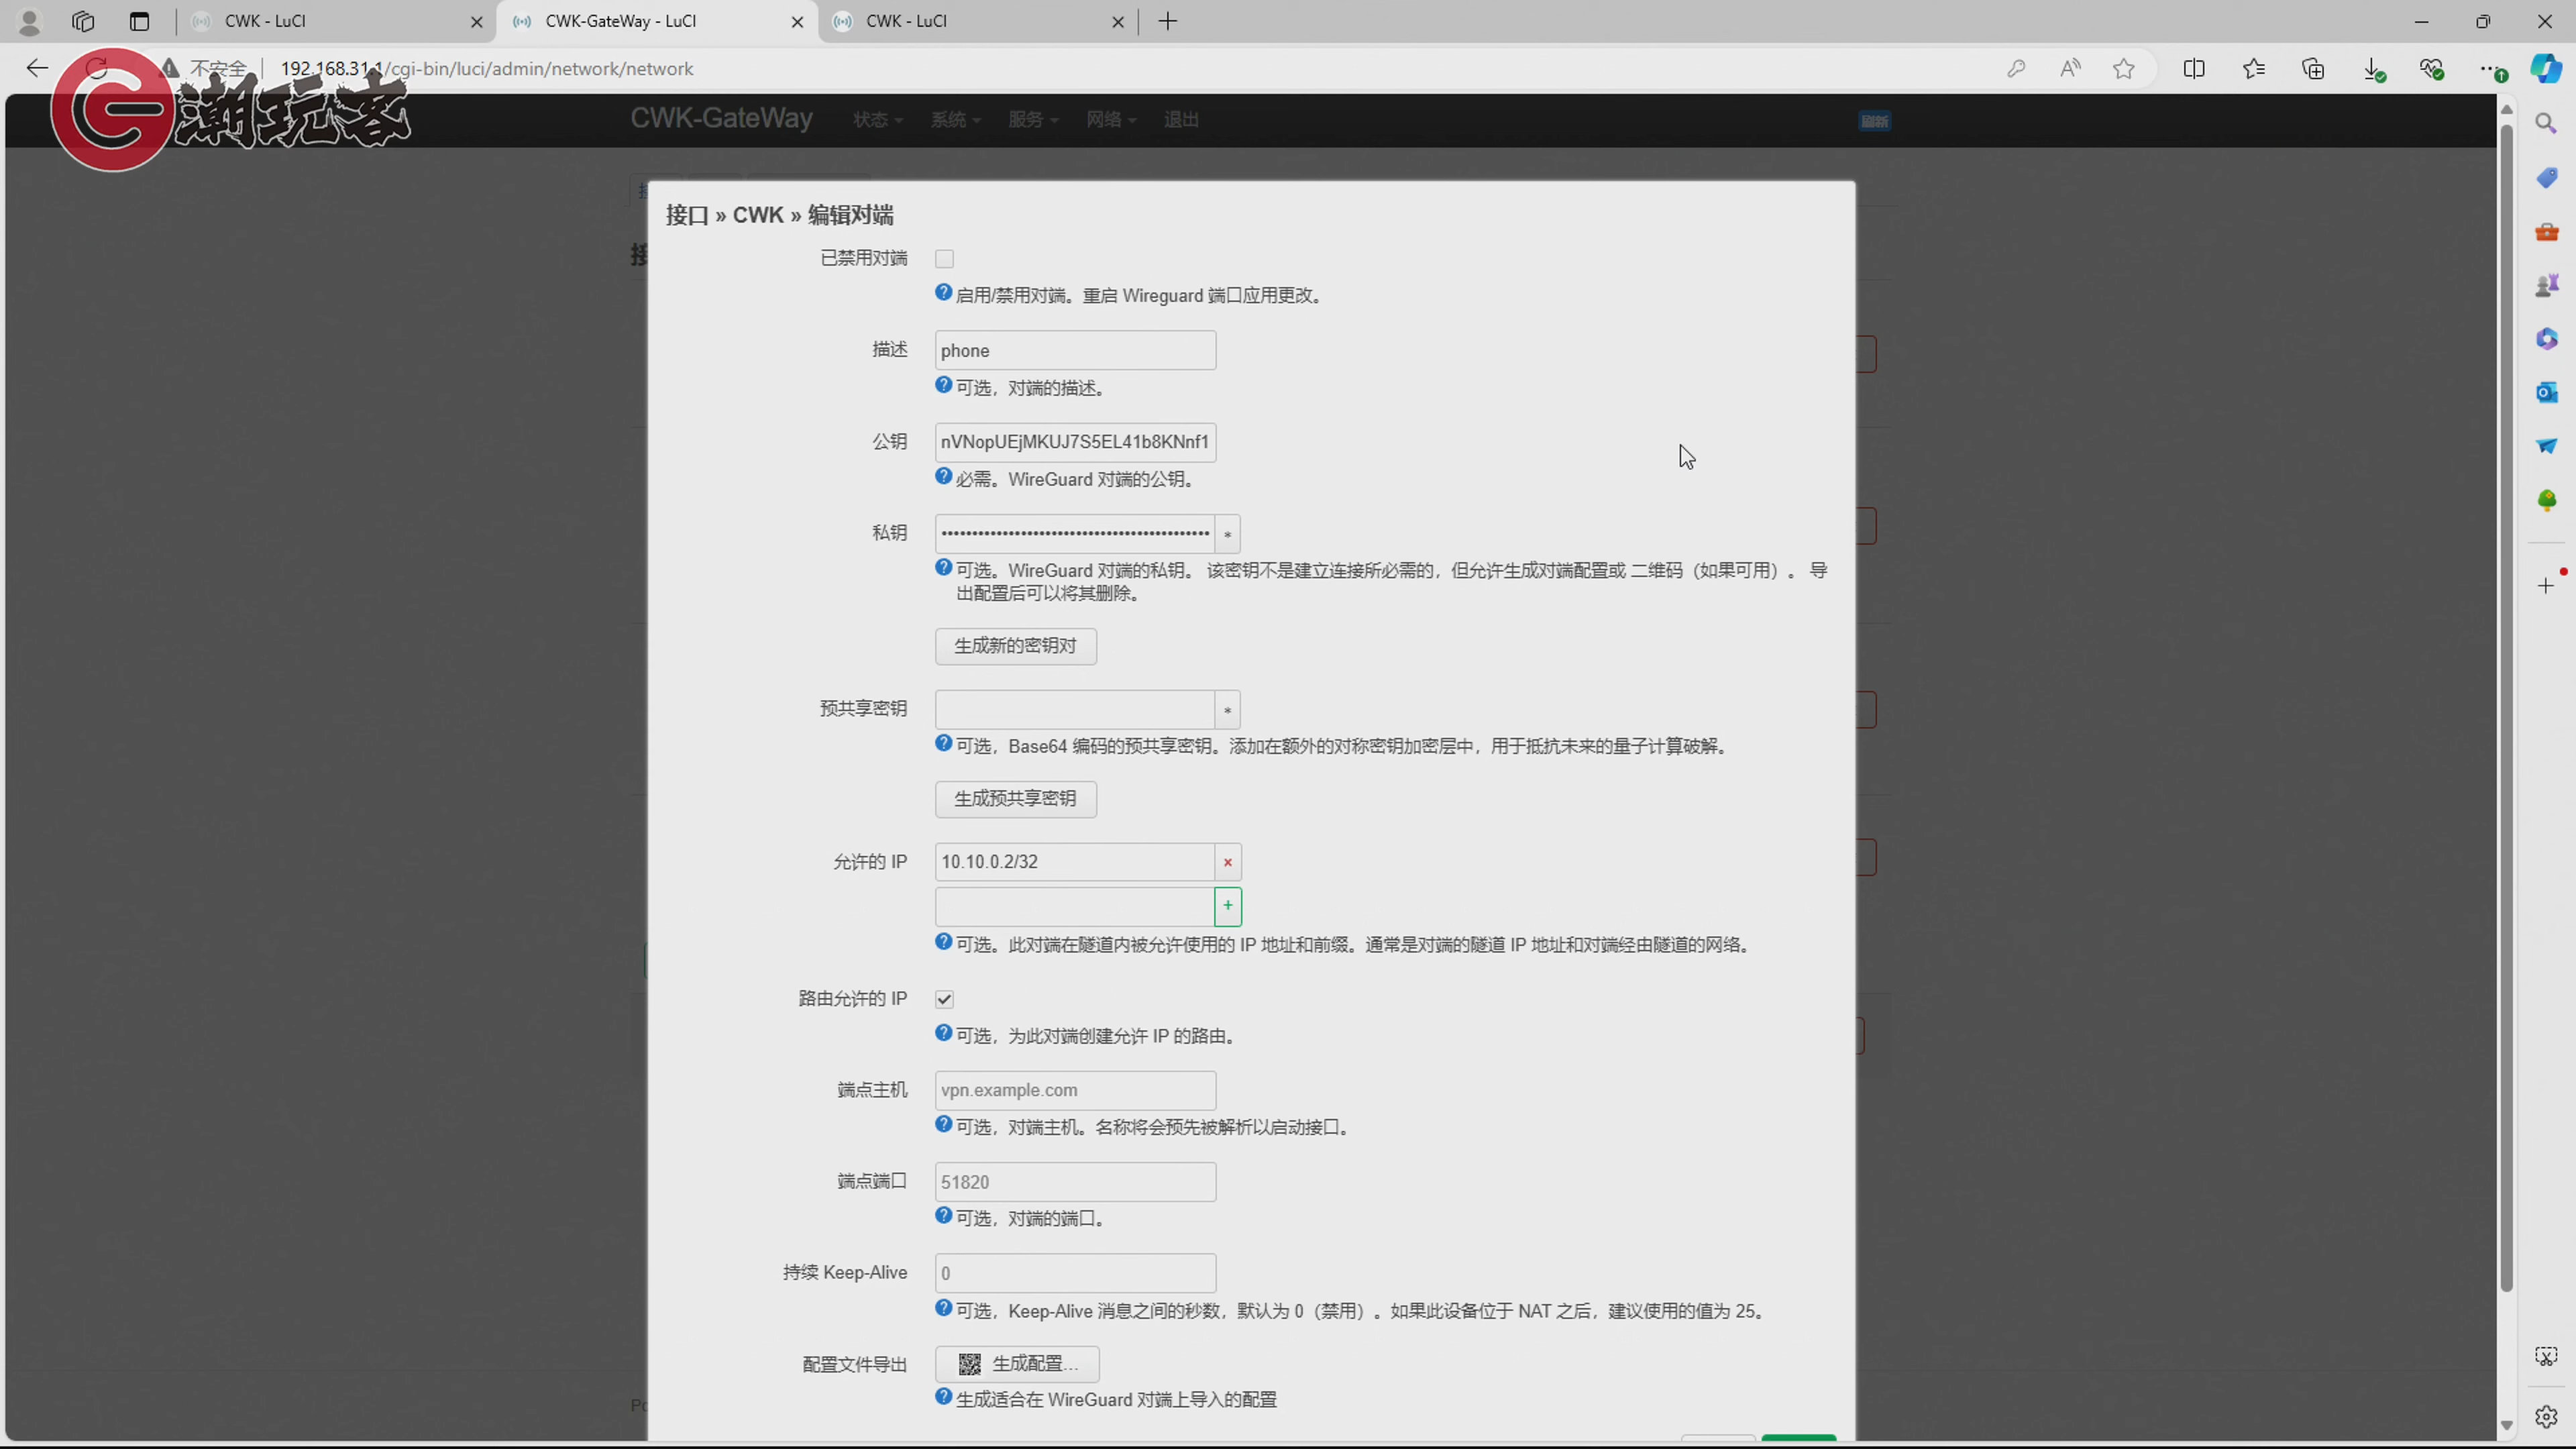 CWK - LuCI
CWK-GateWay - LuCI
CWK - LuCI
不安全
192.168.31.1/cgi-bin/luci/admin/network/network
潮玩客
CWK-GateWay
状态
系统
服务
网络
退出
刷新
接口 » CWK » 编辑对端
已禁用对端
启用/禁用对端。重启 Wireguard 端口应用更改。
描述
phone
可选，对端的描述。
公钥
nVNopUEjMKUJ7S5EL41b8KNnf1
必需。WireGuard 对端的公钥。
私钥
••••••••••••••••••••••••••••••••••••••••••••
*
可选。WireGuard 对端的私钥。 该密钥不是建立连接所必需的，但允许生成对端配置或 二维码（如果可用）。 导
出配置后可以将其删除。
生成新的密钥对
预共享密钥
*
可选，Base64 编码的预共享密钥。添加在额外的对称密钥加密层中，用于抵抗未来的量子计算破解。
生成预共享密钥
允许的 IP
10.10.0.2/32
×
+
可选。此对端在隧道内被允许使用的 IP 地址和前缀。通常是对端的隧道 IP 地址和对端经由隧道的网络。
路由允许的 IP
可选，为此对端创建允许 IP 的路由。
端点主机
vpn.example.com
可选，对端主机。名称将会预先被解析以启动接口。
端点端口
51820
可选，对端的端口。
持续 Keep-Alive
0
可选，Keep-Alive 消息之间的秒数，默认为 0（禁用）。如果此设备位于 NAT 之后，建议使用的值为 25。
配置文件导出
生成配置...
生成适合在 WireGuard 对端上导入的配置